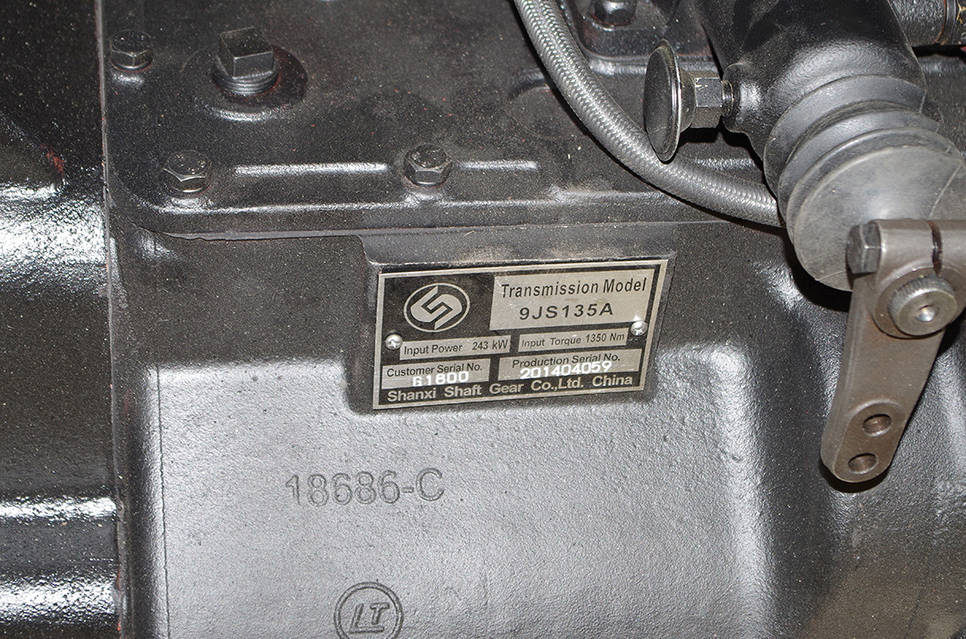 Transmission Model
9JS135A
Input Power 243 kW
Input Torque 1350 Nm
Customer Serial No.
61600
Production Serial No.
201404059
Shanxi Shaft Gear Co.,Ltd. China
18686-C
LT